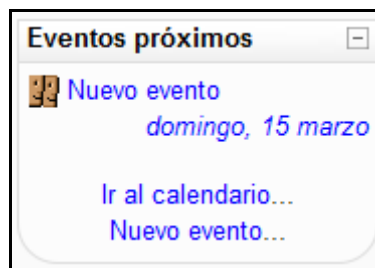 Eventos próximos
Nuevo evento
domingo, 15 marzo
Ir al calendario...
Nuevo evento...